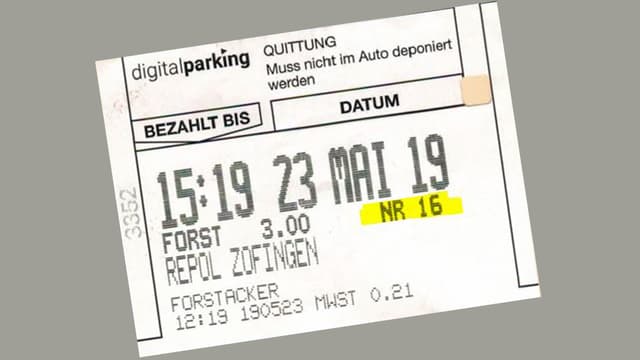 digitalparking
QUITTUNG
Muss nicht im Auto deponiert
werden
BEZAHLT BIS
DATUM
15:19 23 MAI 19
FORST 3.00 NR 16
REPOL ZOFINGEN
FORSTACKER
12:19 190523 MWST 0.21
3352